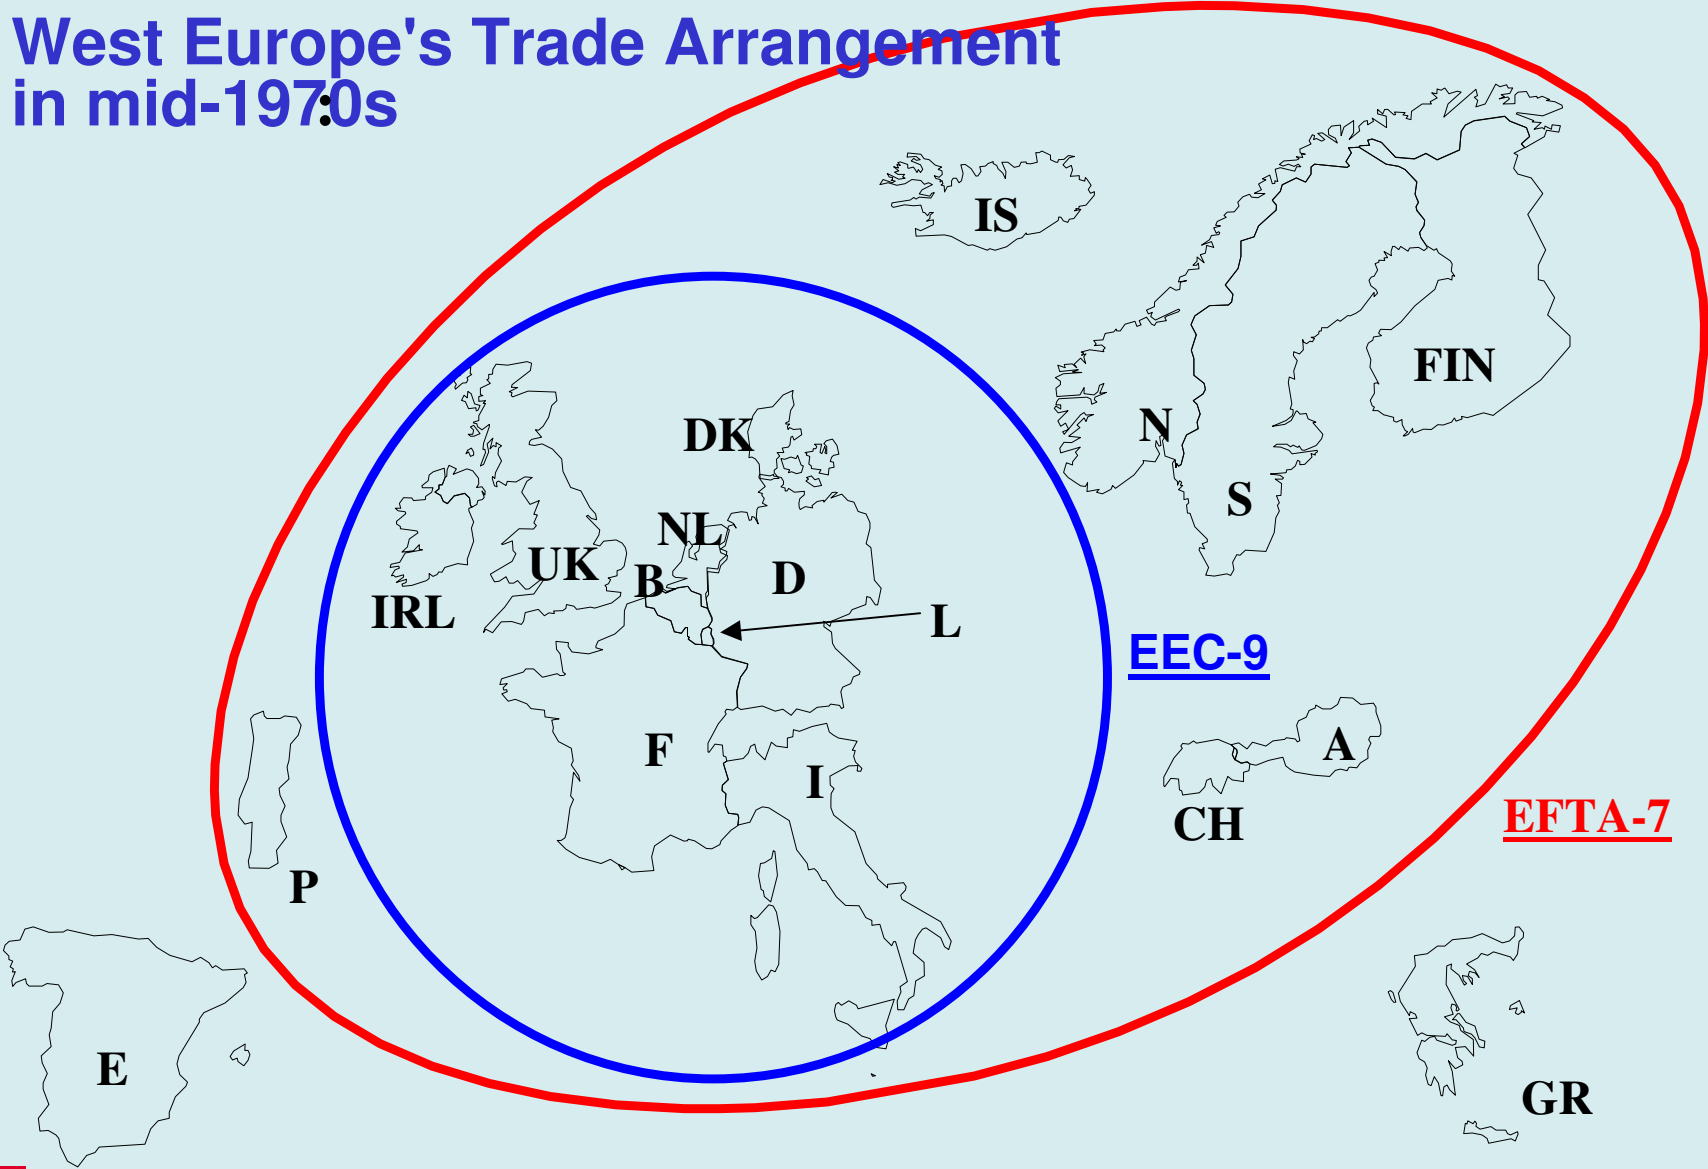 West Europe's Trade Arrangement
in mid-1970s
:
IS
FIN
N
DK
S
NL
UK
B
D
IRL
L
EEC-9
F
A
I
CH
EFTA-7
P
E
GR